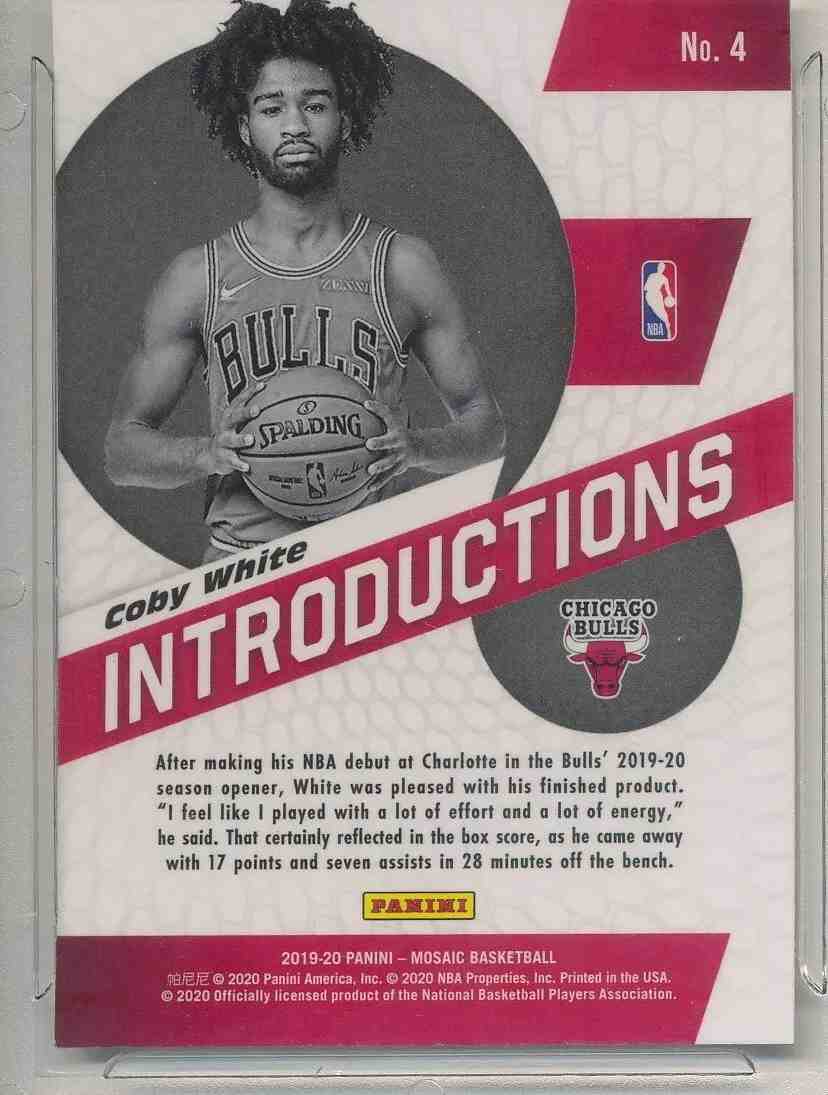 No. 4
NBA
ZENNI
BULLS
SPALDING
Coby White
INTRODUCTIONS
CHICAGO
BULLS
After making his NBA debut at Charlotte in the Bulls' 2019-20
season opener, White was pleased with his finished product.
“I feel like I played with a lot of effort and a lot of energy,”
he said. That certainly reflected in the box score, as he came away
with 17 points and seven assists in 28 minutes off the bench.
PANINI
2019-20 PANINI – MOSAIC BASKETBALL
帕尼尼 © 2020 Panini America, Inc. © 2020 NBA Properties, Inc. Printed in the USA.
© 2020 Officially licensed product of the National Basketball Players Association.